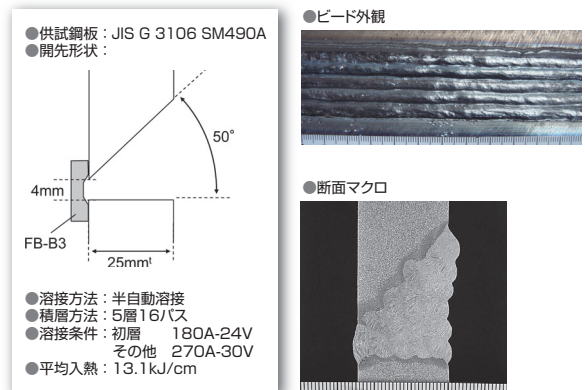 ●供試鋼板：JIS G 3106 SM490A
●開先形状：
50°
4mm
FB-B3
25mmᵗ
●溶接方法：半自動溶接
●積層方法：5層16パス
●溶接条件：初層　180A-24V
その他　270A-30V
●平均入熱：13.1kJ/cm
●ビード外観
●断面マクロ